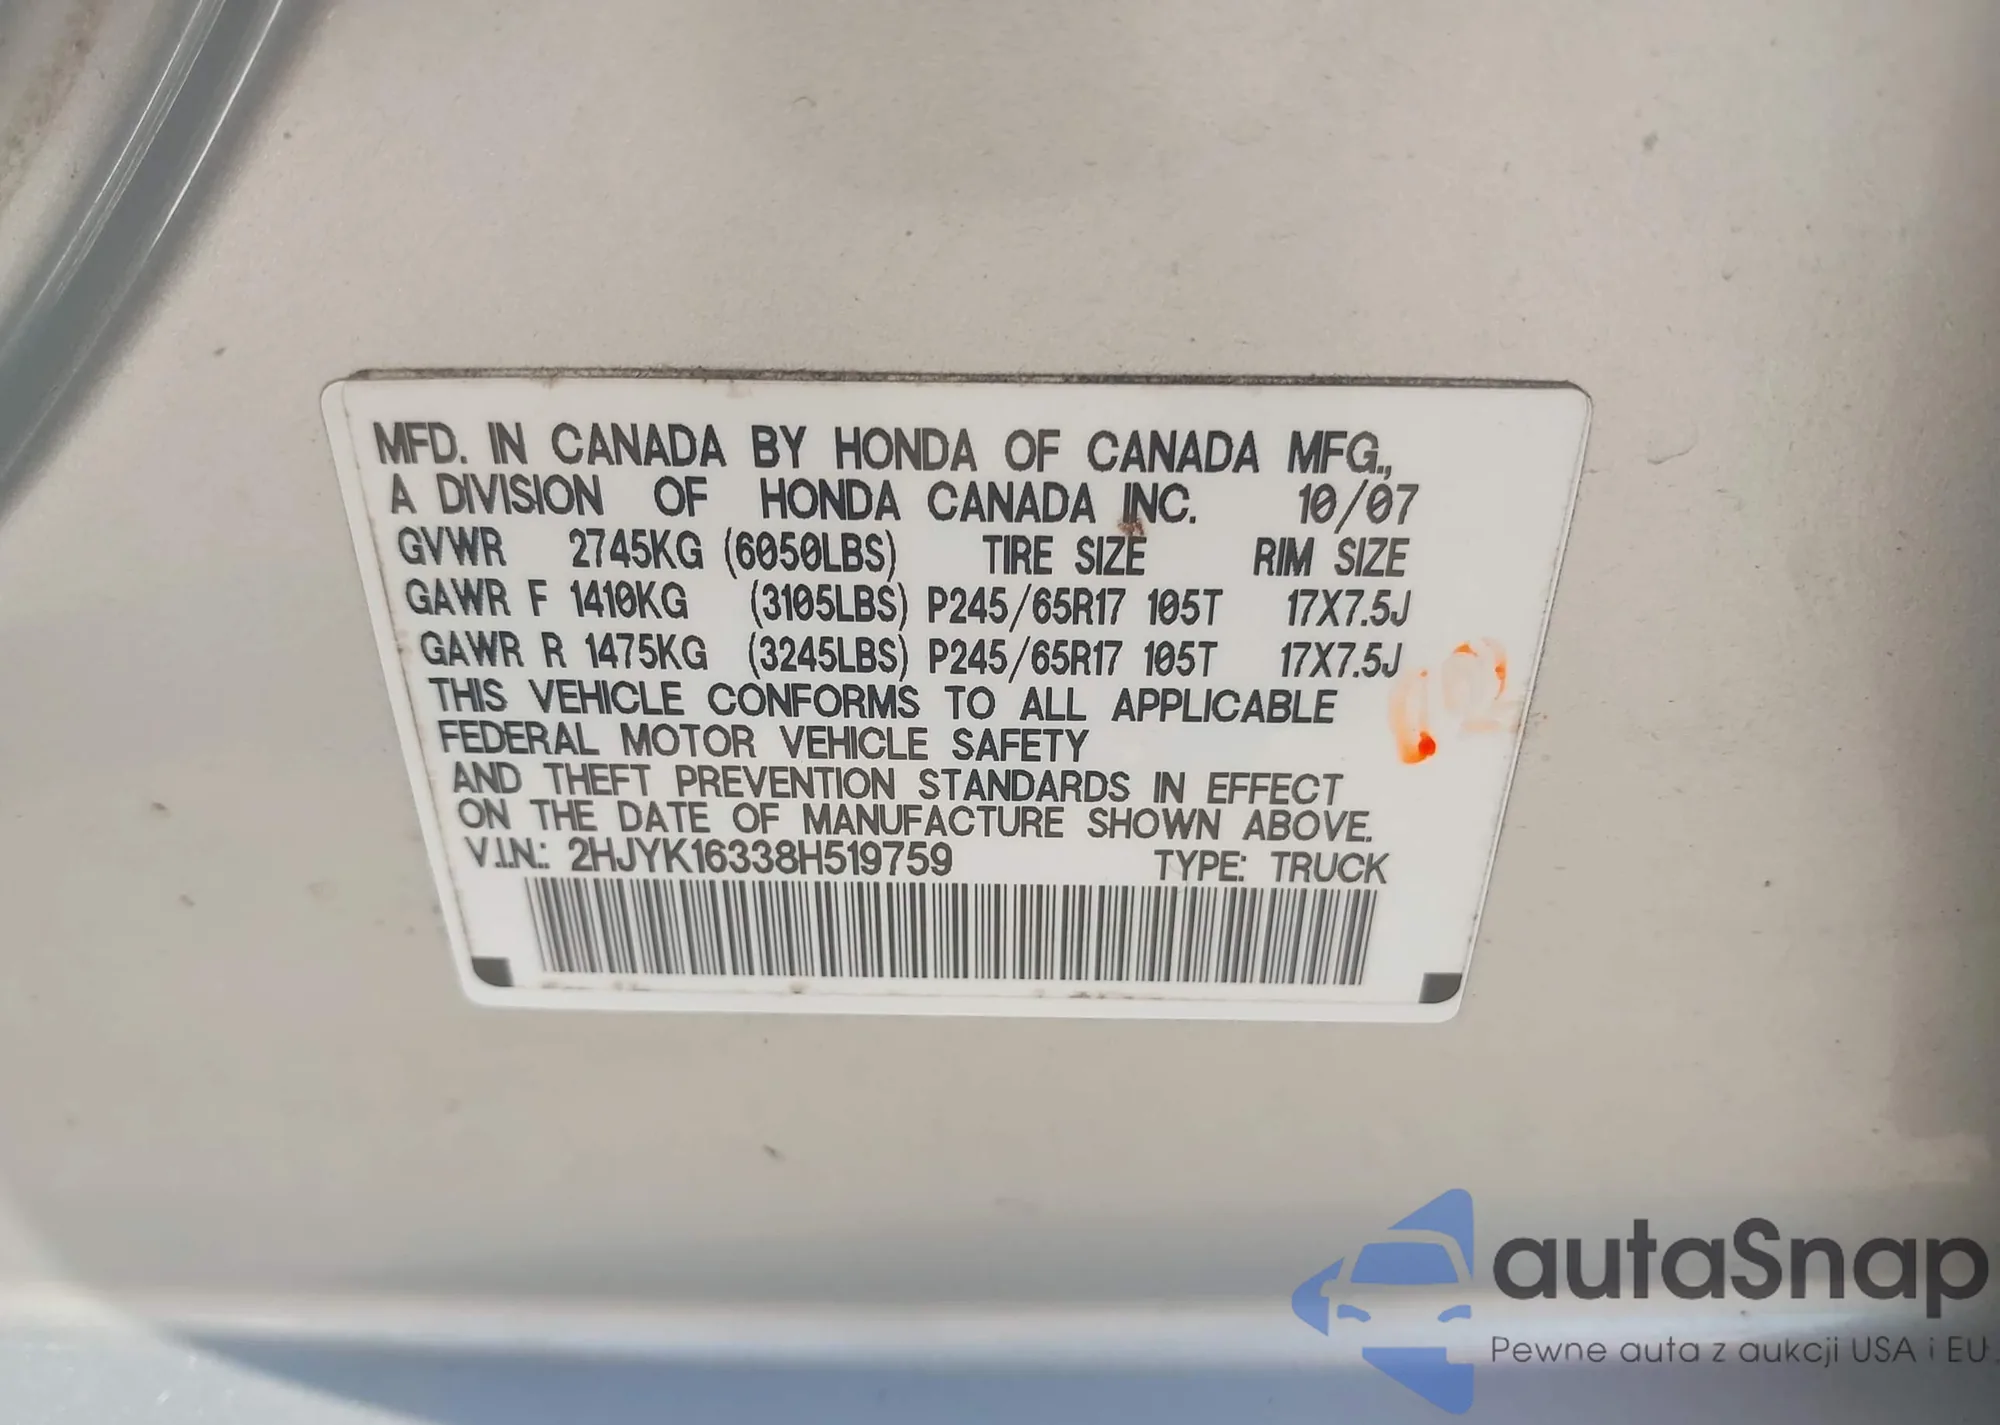 MFD. IN CANADA BY HONDA OF CANADA MFG.,
A DIVISION OF HONDA CANADA INC. 10/07
GVWR 2745KG (6050LBS) TIRE SIZE RIM SIZE
GAWR F 1410KG (3105LBS) P245/65R17 105T 17X7.5J
GAWR R 1475KG (3245LBS) P245/65R17 105T 17X7.5J
THIS VEHICLE CONFORMS TO ALL APPLICABLE
FEDERAL MOTOR VEHICLE SAFETY
AND THEFT PREVENTION STANDARDS IN EFFECT
ON THE DATE OF MANUFACTURE SHOWN ABOVE.
V.I.N.: 2HJYK16338H519759 TYPE: TRUCK
autaSnap
Pewne auta z aukcji USA i EU